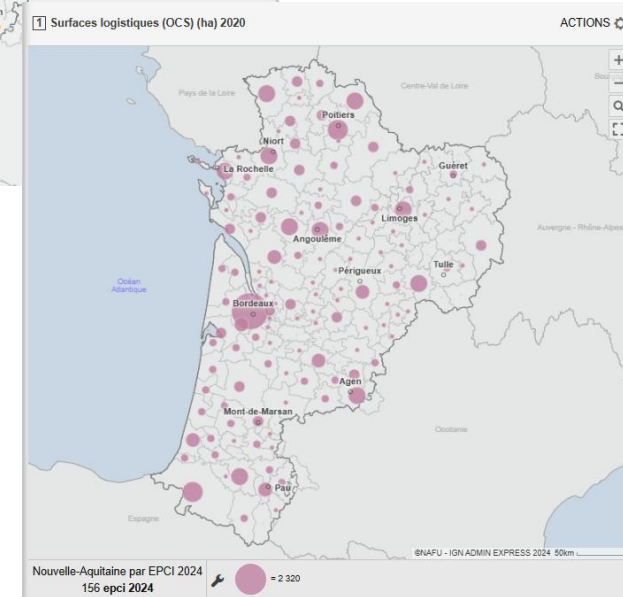 1 Surfaces logistiques (OCS) (ha) 2020
ACTIONS
Pays de la Loire
Centre-Val de Loire
Poitiers
Niort
La Rochelle
Guéret
Limoges
Angoulême
Auvergne - Rhône-Alpes
Périgueux
Tulle
Océan
Atlantique
Bordeaux
Agen
Mont-de-Marsan
Occitanie
Pau
Espagne
©NAFU - IGN ADMIN EXPRESS 2024 50km
Nouvelle-Aquitaine par EPCI 2024
156 epci 2024
= 2 320